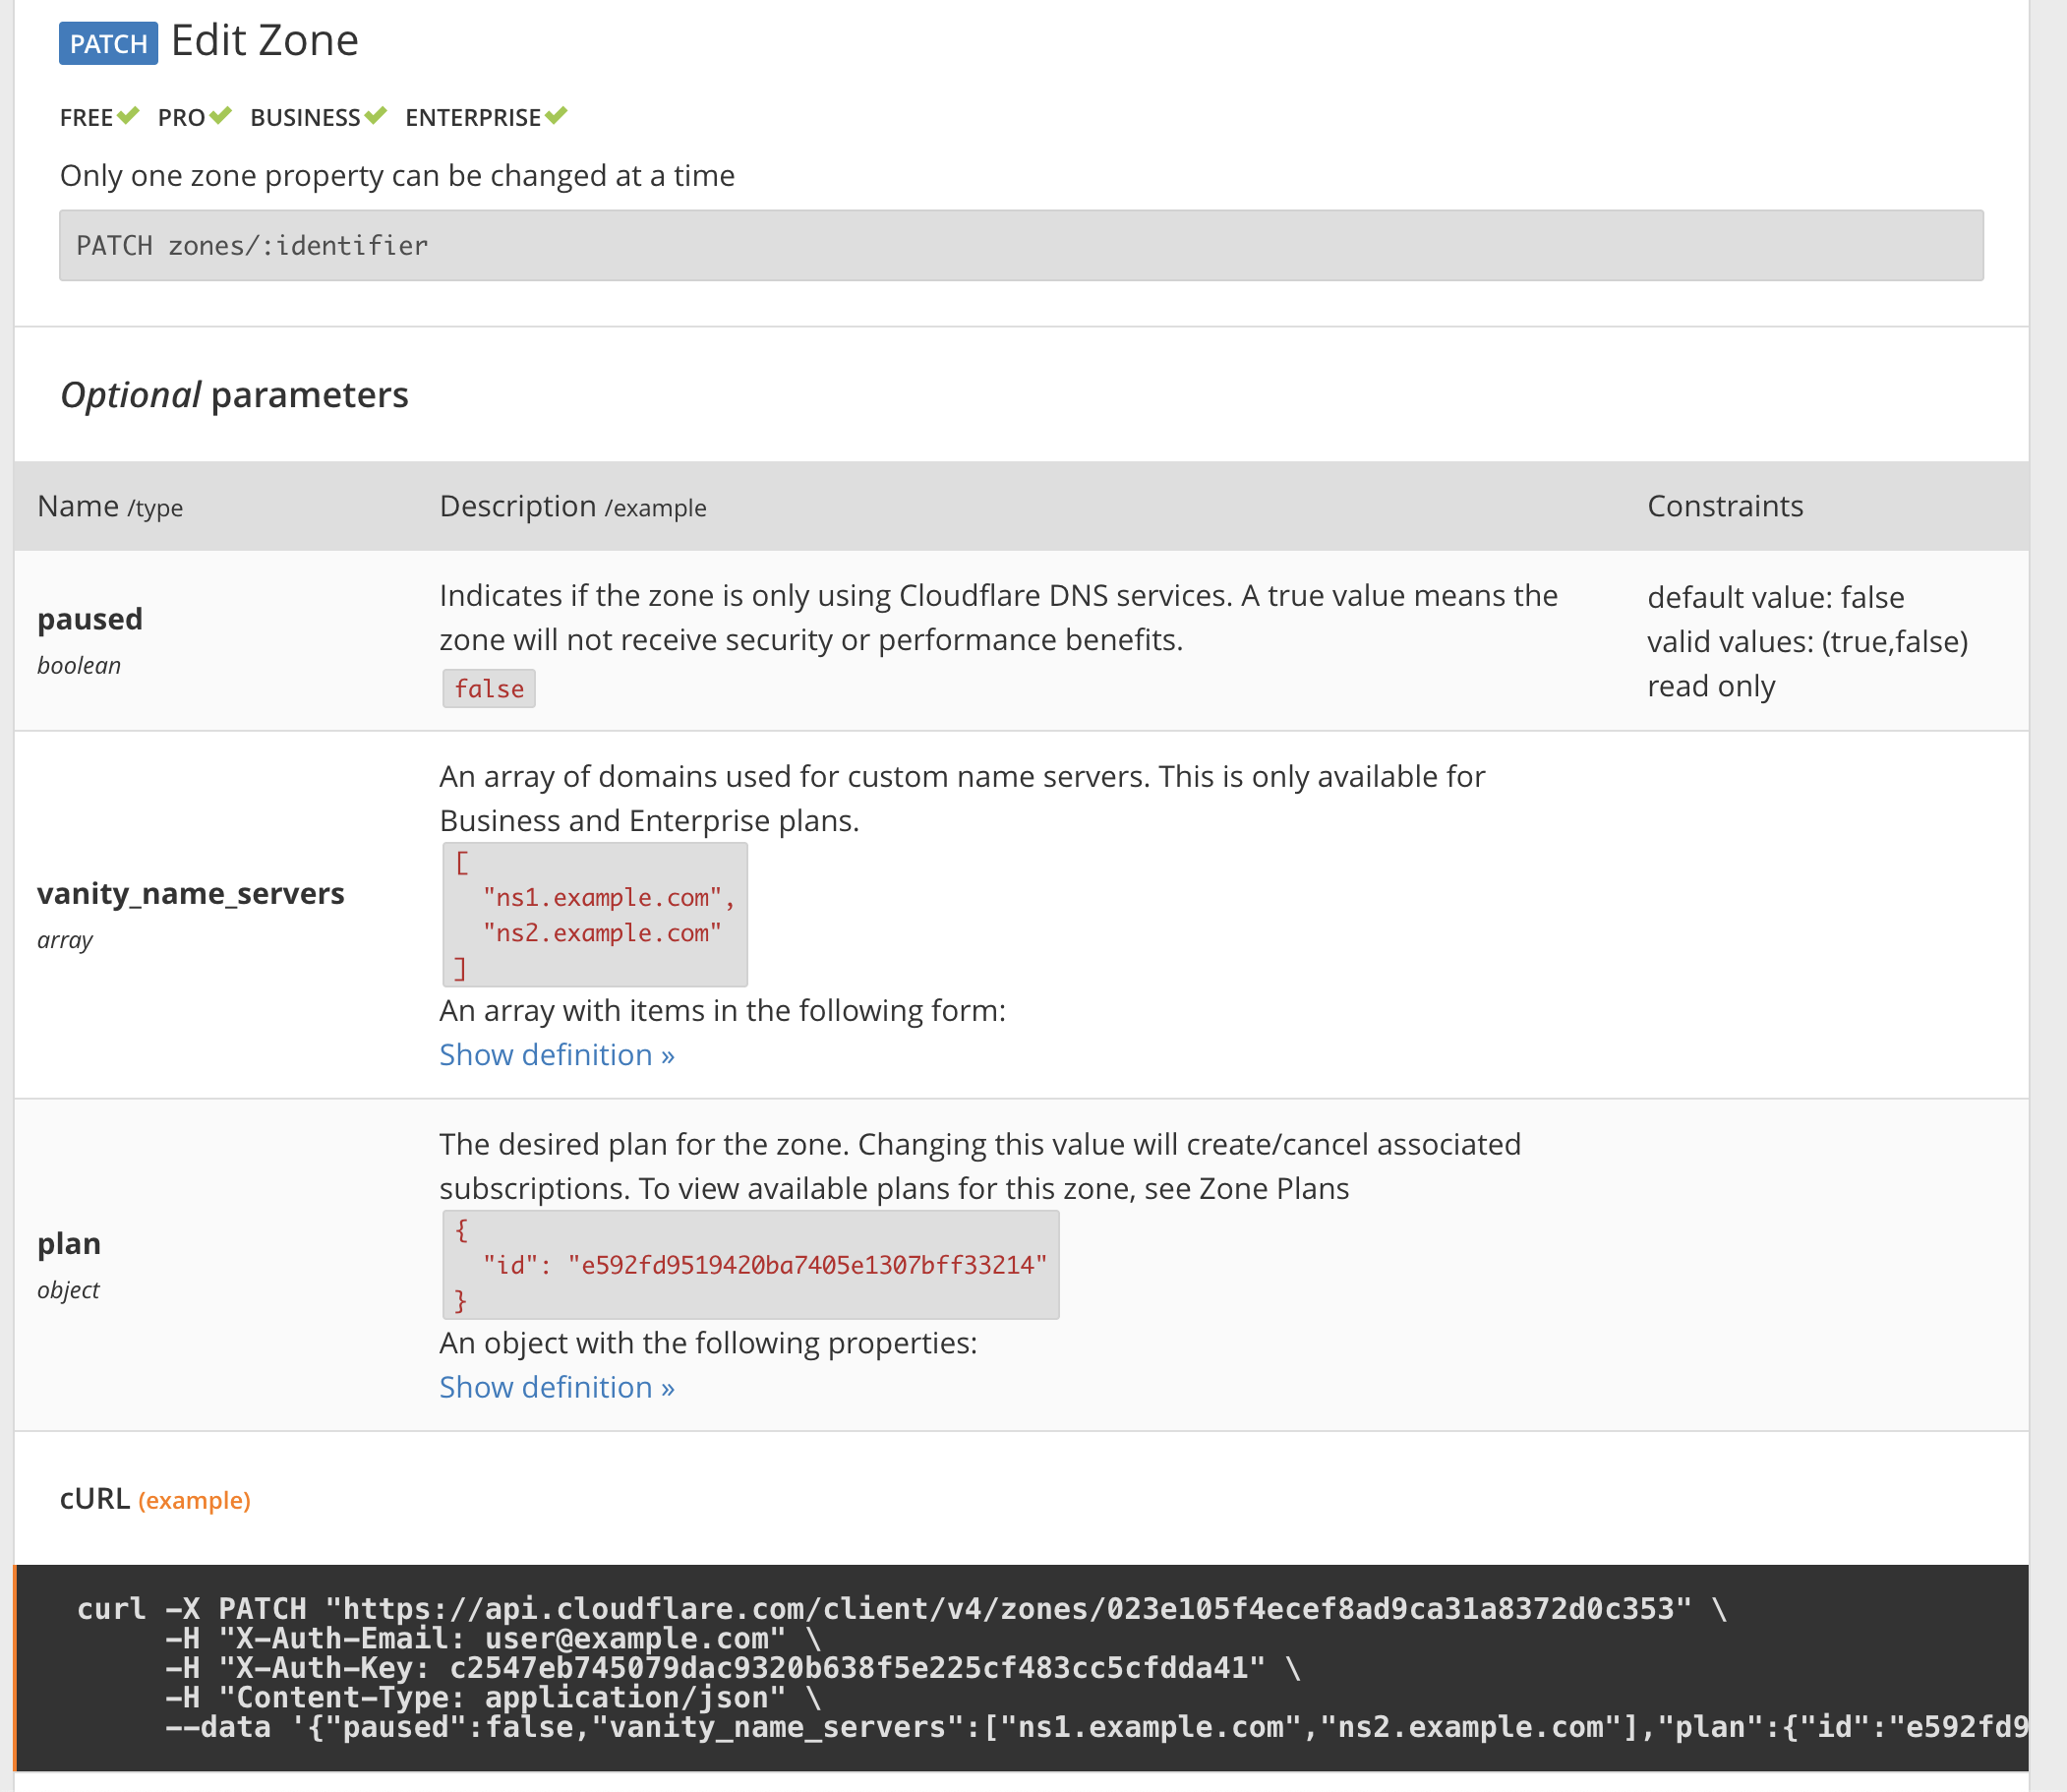 PATCH Edit Zone
FREE PRO BUSINESS ENTERPRISE
Only one zone property can be changed at a time
PATCH zones/:identifier
Optional parameters
Name /type Description /example Constraints
paused
boolean
Indicates if the zone is only using Cloudflare DNS services. A true value means the
zone will not receive security or performance benefits.
false
default value: false
valid values: (true,false)
read only
vanity_name_servers
array
An array of domains used for custom name servers. This is only available for
Business and Enterprise plans.
[
"ns1.example.com",
"ns2.example.com"
]
An array with items in the following form:
Show definition »
plan
object
The desired plan for the zone. Changing this value will create/cancel associated
subscriptions. To view available plans for this zone, see Zone Plans
{
"id": "e592fd9519420ba7405e1307bff33214"
}
An object with the following properties:
Show definition »
cURL (example)
curl -X PATCH "https://api.cloudflare.com/client/v4/zones/023e105f4ecef8ad9ca31a8372d0c353" \
-H "X-Auth-Email: user@example.com" \
-H "X-Auth-Key: c2547eb745079dac9320b638f5e225cf483cc5cfdda41" \
-H "Content-Type: application/json" \
--data '{"paused":false,"vanity_name_servers":["ns1.example.com","ns2.example.com"],"plan":{"id":"e592fd9